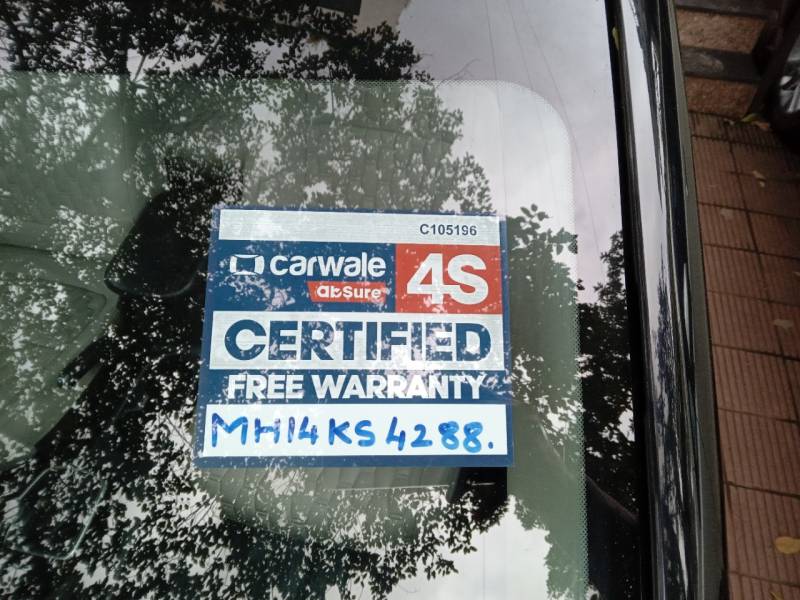 C105196
carwale
abSure
4S
CERTIFIED
FREE WARRANTY
MH14KS4288.